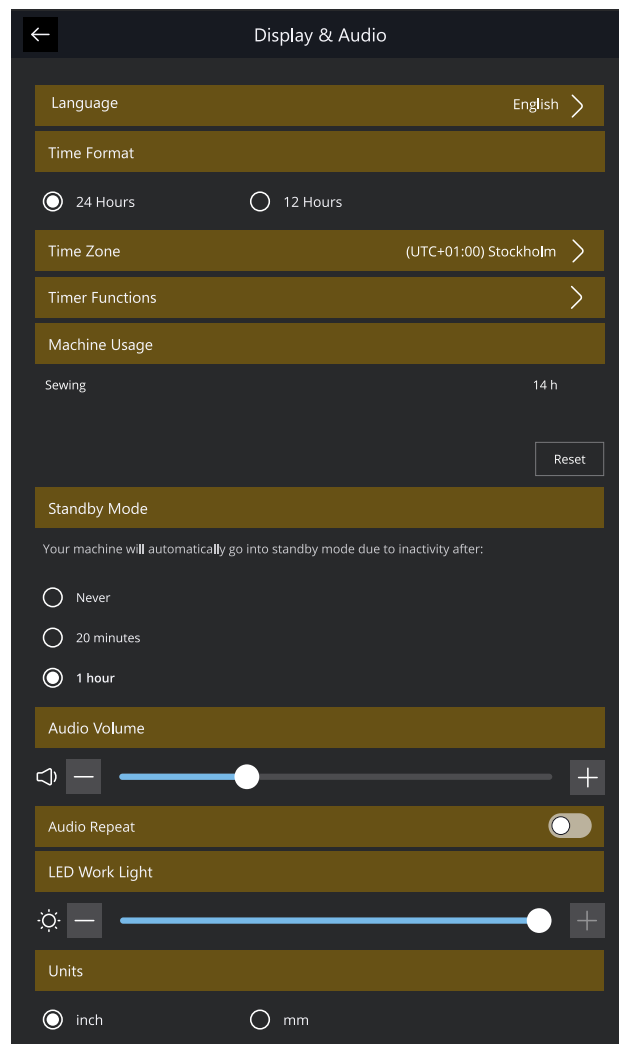 Display & Audio
Language English
Time Format
24 Hours 12 Hours
Time Zone (UTC+01:00) Stockholm
Timer Functions
Machine Usage
Sewing 14 h
Reset
Standby Mode
Your machine will automatically go into standby mode due to inactivity after:
Never
20 minutes
1 hour
Audio Volume
Audio Repeat
LED Work Light
Units
inch mm